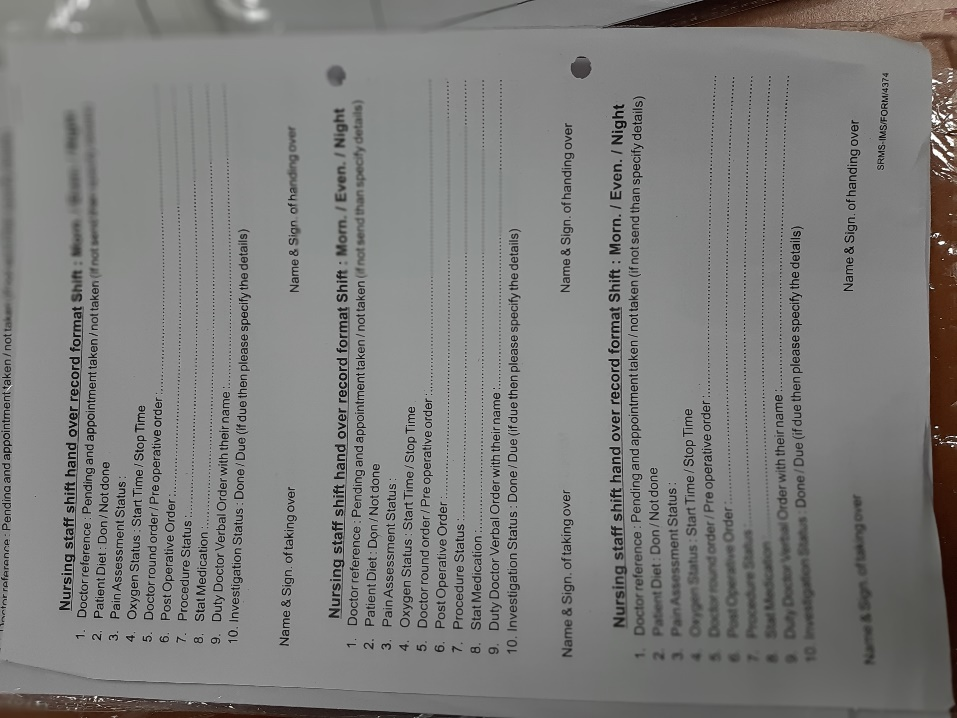 Doctor reference : Pending and appointment taken / not taken
Nursing staff shift hand over record format Shift :
1. Doctor reference : Pending and appointment taken / not taken (if not send
2. Patient Diet : Don / Not done
3. Pain Assessment Status :
4. Oxygen Status : Start Time / Stop Time
5. Doctor round order / Pre operative order :
6. Post Operative Order :
7. Procedure Status :
8. Stat Medication :
9. Duty Doctor Verbal Order with their name :
10. Investigation Status : Done / Due (If due then please specify the details)
Name & Sign. of taking over Name & Sign. of handing over
Nursing staff shift hand over record format Shift : Morn. / Even. / Night
1. Doctor reference : Pending and appointment taken / not taken (if not send than specify details)
2. Patient Diet : Don / Not done
3. Pain Assessment Status :
4. Oxygen Status : Start Time / Stop Time
5. Doctor round order / Pre operative order :
6. Post Operative Order :
7. Procedure Status :
8. Stat Medication :
9. Duty Doctor Verbal Order with their name :
10. Investigation Status : Done / Due (If due then please specify the details)
Name & Sign. of taking over Name & Sign. of handing over
Nursing staff shift hand over record format Shift : Morn. / Even. / Night
1. Doctor reference : Pending and appointment taken / not taken (if not send than specify details)
2. Patient Diet : Don / Not done
3. Pain Assessment Status :
4. Oxygen Status : Start Time / Stop Time
5. Doctor round order / Pre operative order :
6. Post Operative Order :
7. Procedure Status :
8. Stat Medication
9. Duty Doctor Verbal Order with their name :
10. Investigation Status : Done / Due (if due then please specify the details)
Name & Sign. of taking over Name & Sign. of handing over
SRMS-IMS/FORM/4374